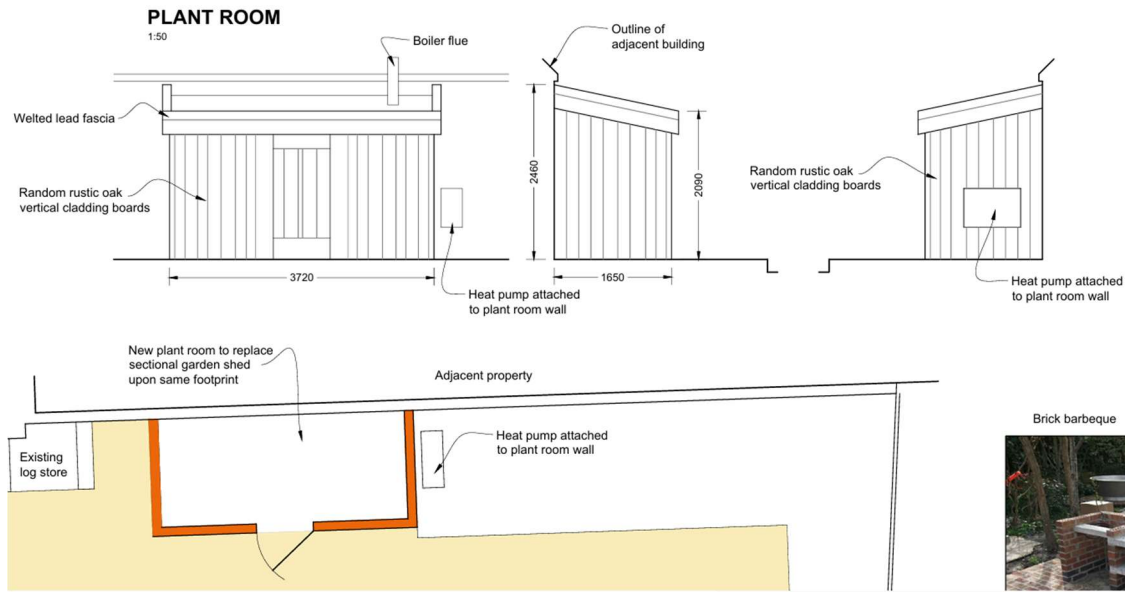 PLANT ROOM
1:50
Boiler flue
Outline of
adjacent building
Welted lead fascia
Random rustic oak
vertical cladding boards
2460
2090
Random rustic oak
vertical cladding boards
3720
1650
Heat pump attached
to plant room wall
Heat pump attached
to plant room wall
New plant room to replace
sectional garden shed
upon same footprint
Adjacent property
Brick barbeque
Existing
log store
Heat pump attached
to plant room wall